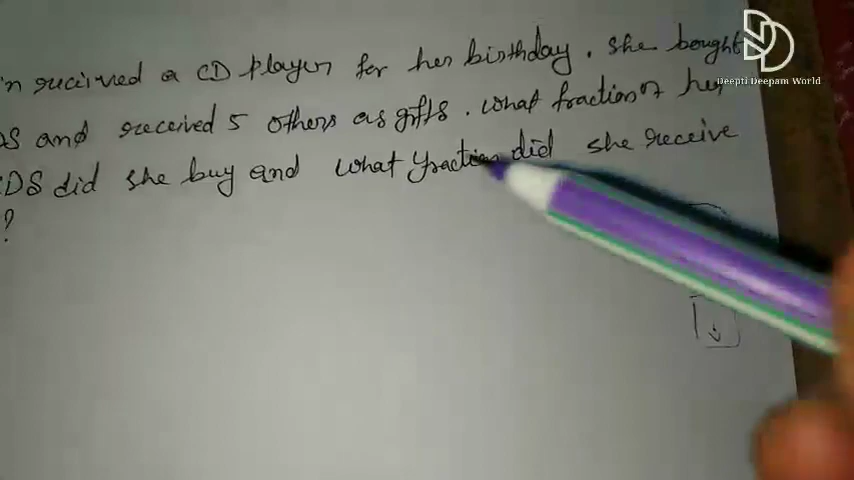 n received a CD player for her birthday. She bought
DS and received 5 others as gifts. what fraction of her
CDS did she buy and what fraction did she receive
?
Deepti Deepam World